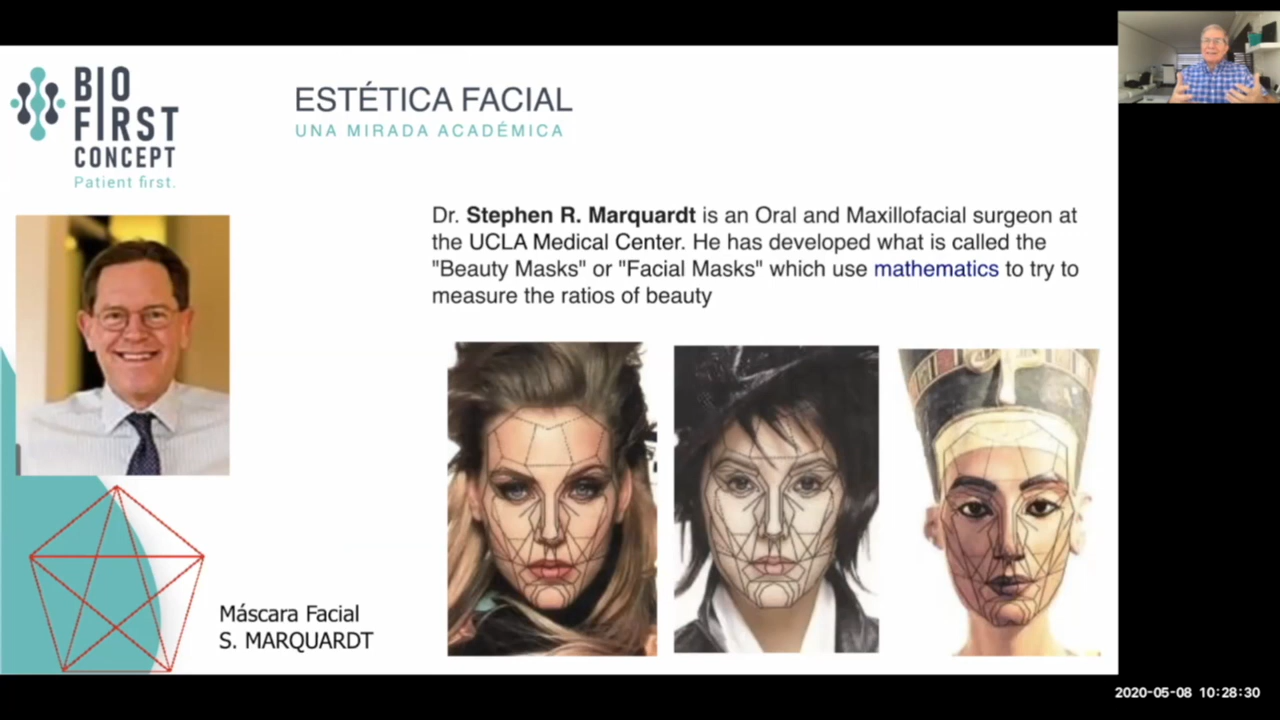 BIO
FIRST
CONCEPT
Patient first.
ESTÉTICA FACIAL
UNA MIRADA ACADÉMICA
Dr. Stephen R. Marquardt is an Oral and Maxillofacial surgeon at
the UCLA Medical Center. He has developed what is called the
"Beauty Masks" or "Facial Masks" which use mathematics to try to
measure the ratios of beauty
Máscara Facial
S. MARQUARDT
2020-05-08 10:28:30